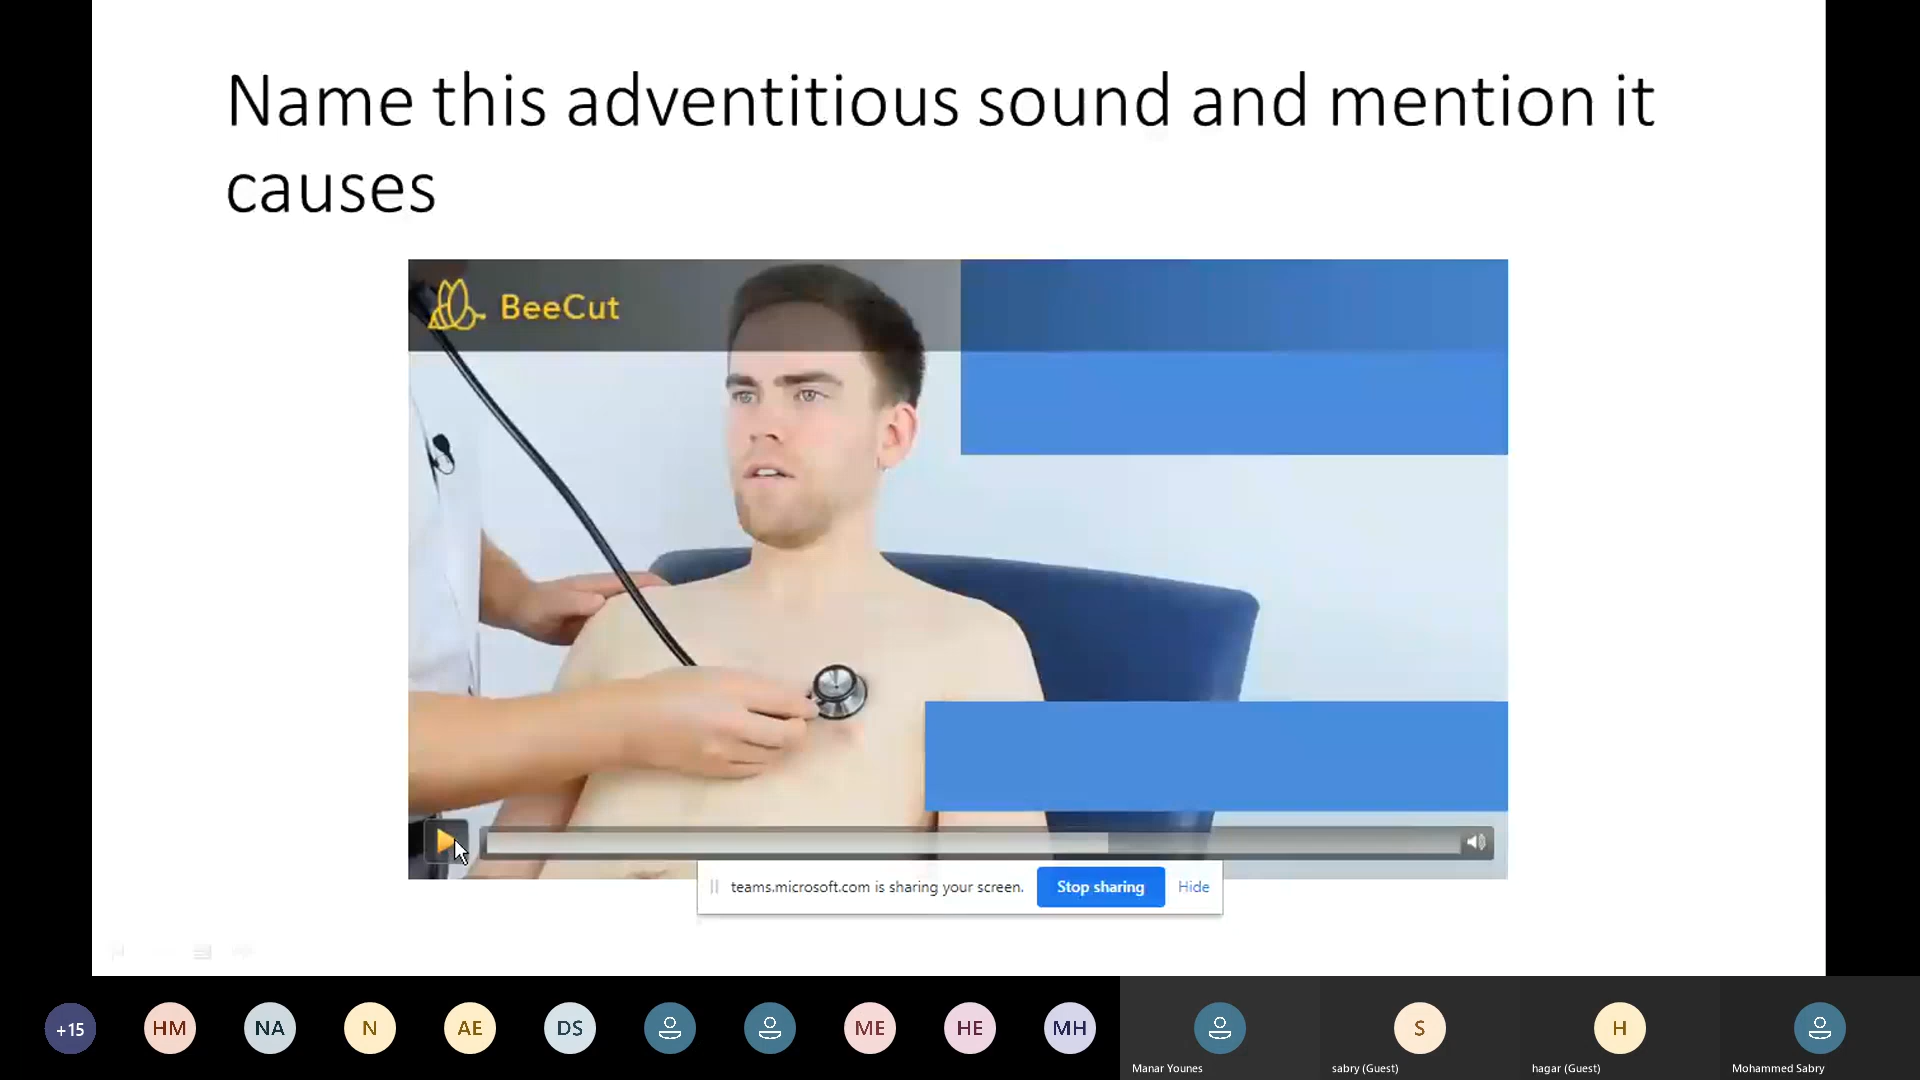 Name this adventitious sound and mention it
causes
BeeCut
teams.microsoft.com is sharing your screen.
Stop sharing
Hide
+15
HM
NA
N
AE
DS
ME
HE
MH
S
H
Manar Younes
sabry (Guest)
hagar (Guest)
Mohammed Sabry